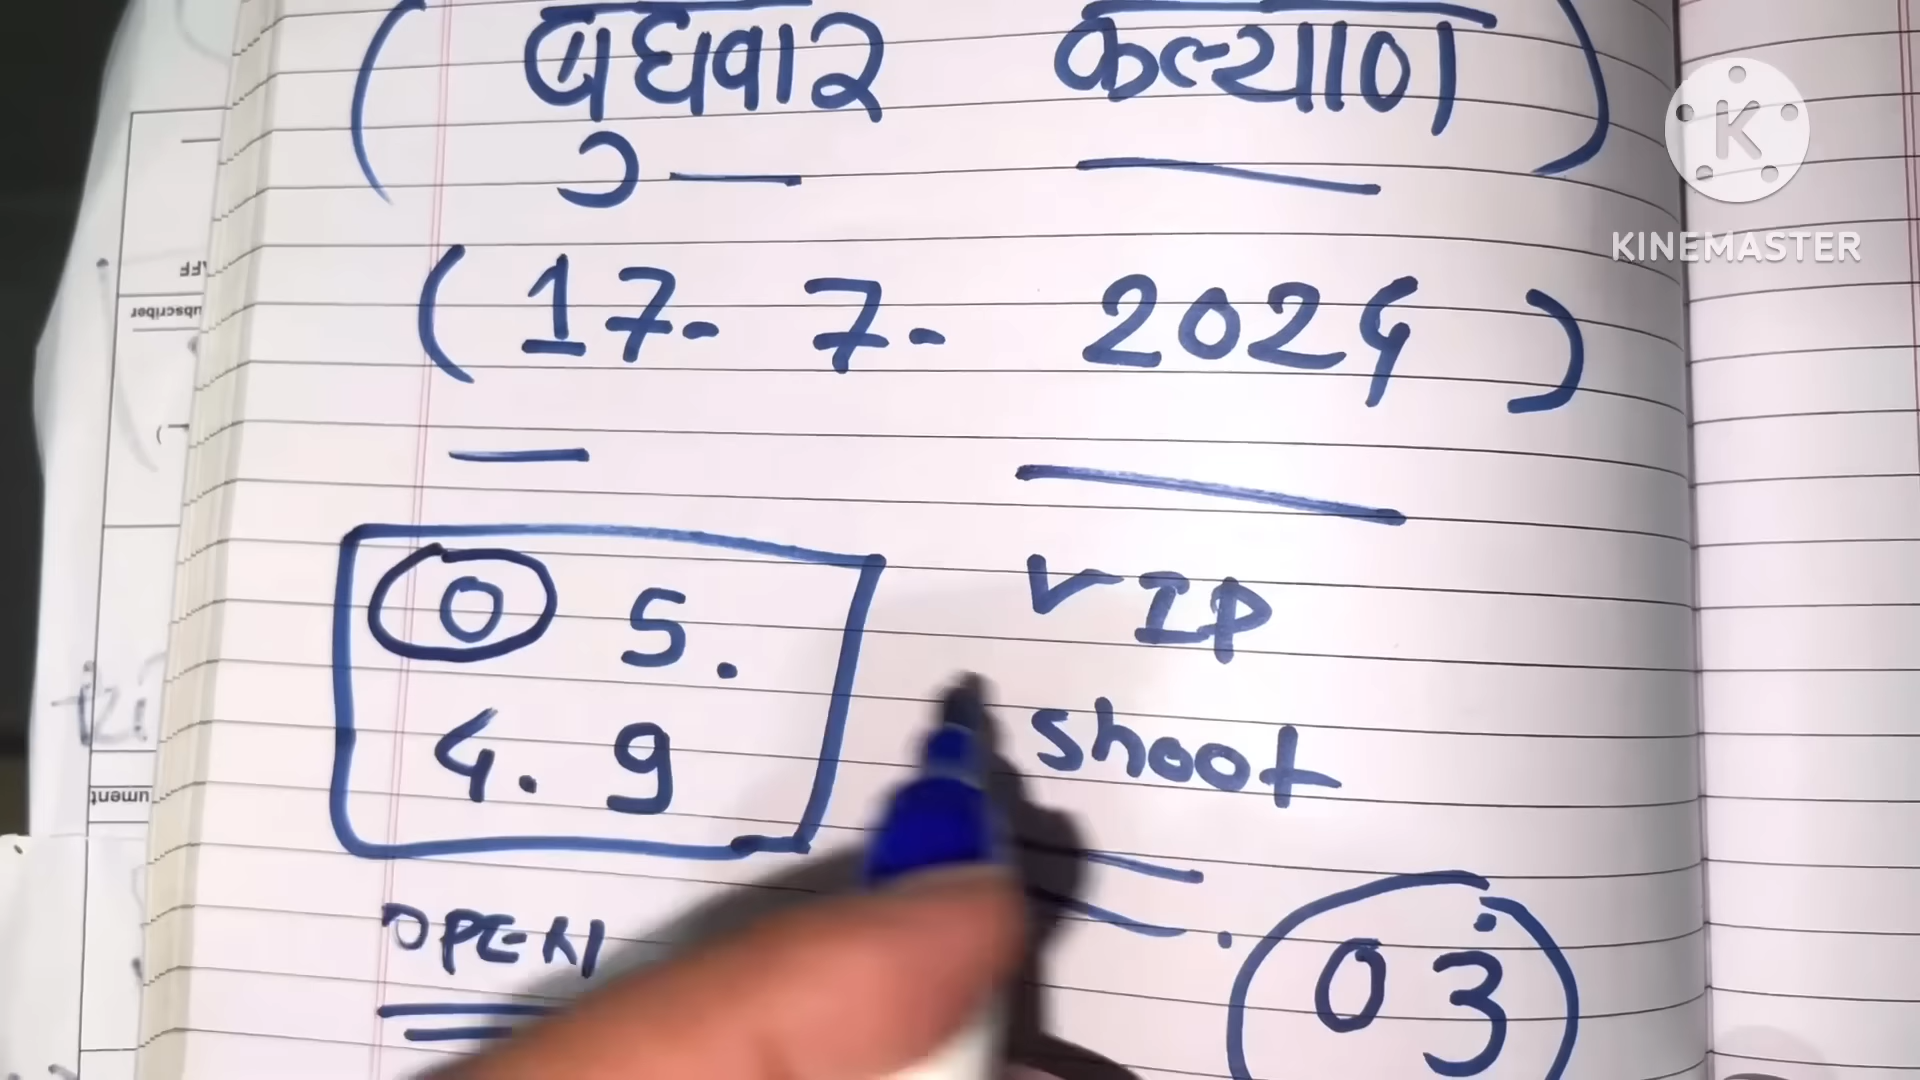 ( बुधवार कल्याण )
KINEMASTER
( 17- 7- 2024 )
0 5.
4. 9
VIP
Shoot
OPEN
03